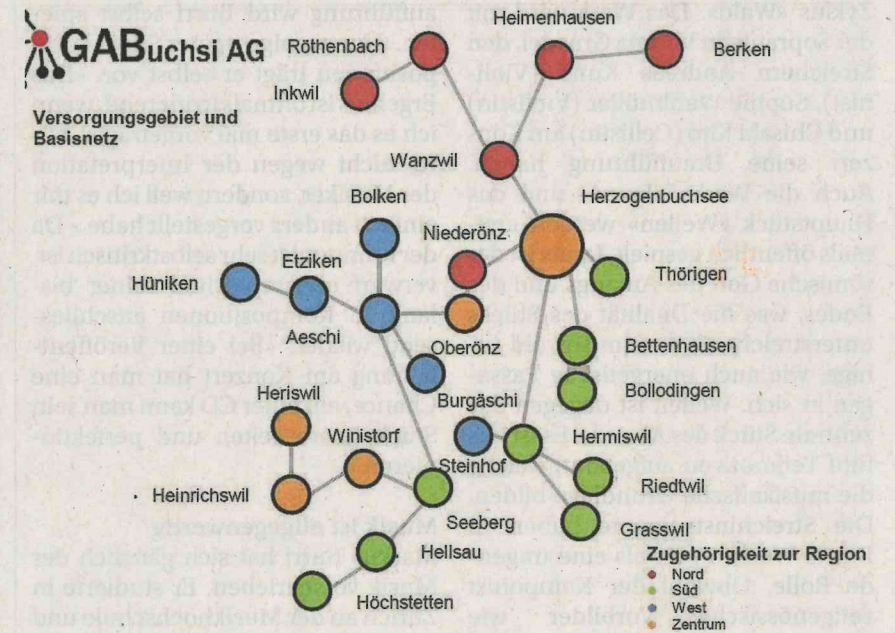 GABuchsi AG
Versorgungsgebiet und
Basisnetz
Heimenhausen
Röthenbach
Berken
Inkwil
Wanzwil
Bolken
Herzogenbuchsee
Niederönz
Etziken
Hüniken
Thörigen
Aeschi
Oberönz
Bettenhausen
Heriswil
Burgäschi
Bollodingen
Winistorf
Hermiswil
Steinhof
Heinrichswil
Riedtwil
Seeberg
Grasswil
Hellsau
Höchstetten
Zugehörigkeit zur Region
Nord
Süd
West
Zentrum